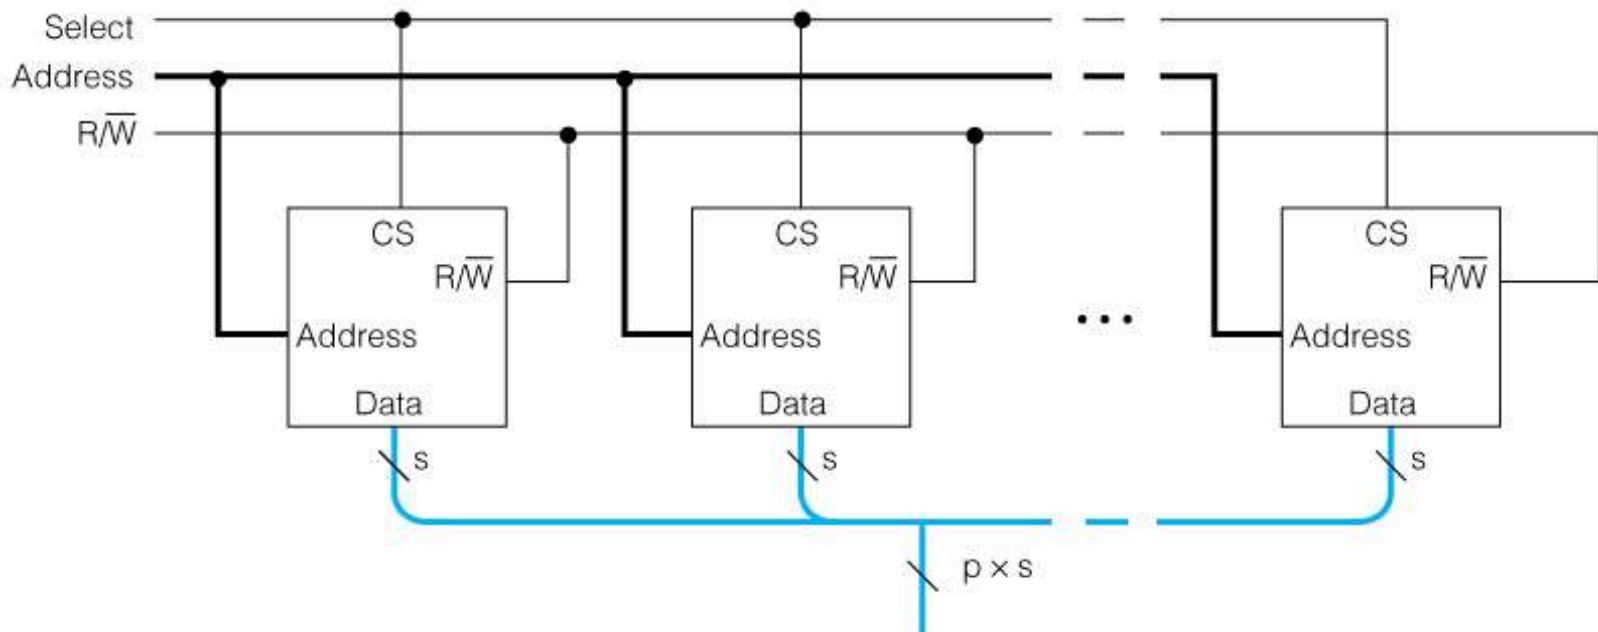 Select
Address
R/W̅
CS
R/W̅
Address
Data
s
CS
R/W̅
Address
Data
s
• • •
CS
R/W̅
Address
Data
s
p × s